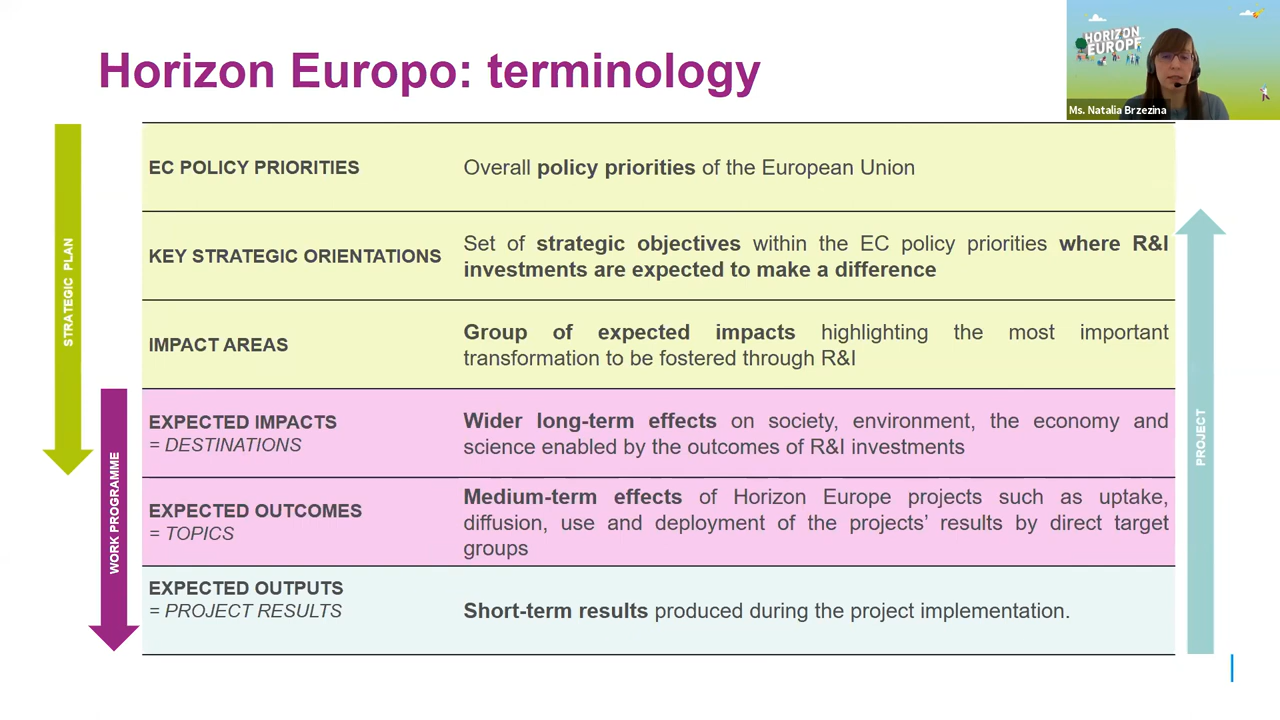 Horizon Europo: terminology
HORIZON
EUROPE
Ms. Natalia Brzezina
STRATEGIC PLAN
WORK PROGRAMME
PROJECT
EC POLICY PRIORITIES
Overall policy priorities of the European Union
KEY STRATEGIC ORIENTATIONS
Set of strategic objectives within the EC policy priorities where R&I
investments are expected to make a difference
IMPACT AREAS
Group of expected impacts highlighting the most important
transformation to be fostered through R&I
EXPECTED IMPACTS
= DESTINATIONS
Wider long-term effects on society, environment, the economy and
science enabled by the outcomes of R&I investments
EXPECTED OUTCOMES
= TOPICS
Medium-term effects of Horizon Europe projects such as uptake,
diffusion, use and deployment of the projects’ results by direct target
groups
EXPECTED OUTPUTS
= PROJECT RESULTS
Short-term results produced during the project implementation.